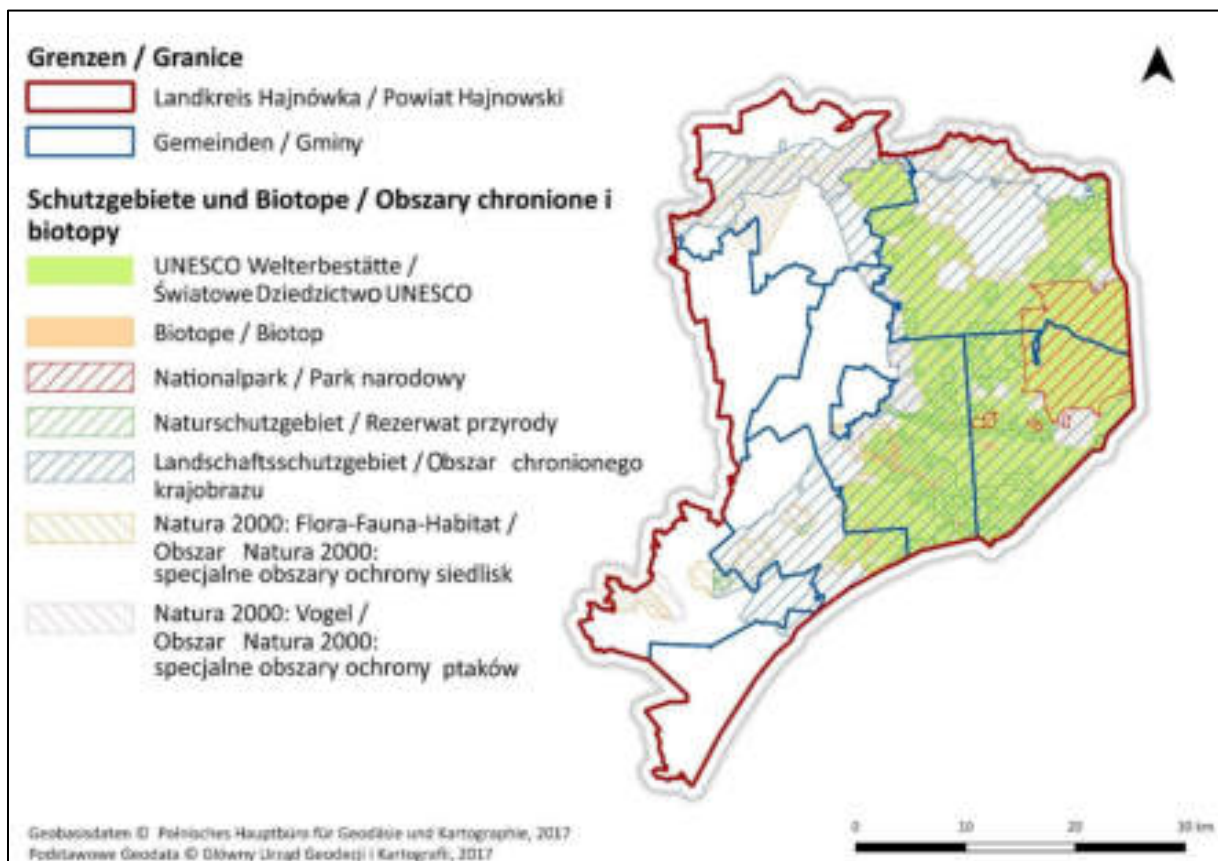 Grenzen / Granice
Landkreis Hajnówka / Powiat Hajnowski
Gemeinden / Gminy
Schutzgebiete und Biotope / Obszary chronione i
biotopy
UNESCO Welterbestätte /
Światowe Dziedzictwo UNESCO
Biotope / Biotop
Nationalpark / Park narodowy
Naturschutzgebiet / Rezerwat przyrody
Landschaftsschutzgebiet / Obszar chronionego
krajobrazu
Natura 2000: Flora-Fauna-Habitat /
Obszar Natura 2000:
specjalne obszary ochrony siedlisk
Natura 2000: Vogel /
Obszar Natura 2000:
specjalne obszary ochrony ptaków
Geobasisdaten © Polnisches Hauptbüro für Geodäsie und Kartographie, 2017
Podstawowe Geodata © Główny Urząd Geodezji i Kartografii, 2017
0 10 20 30 km